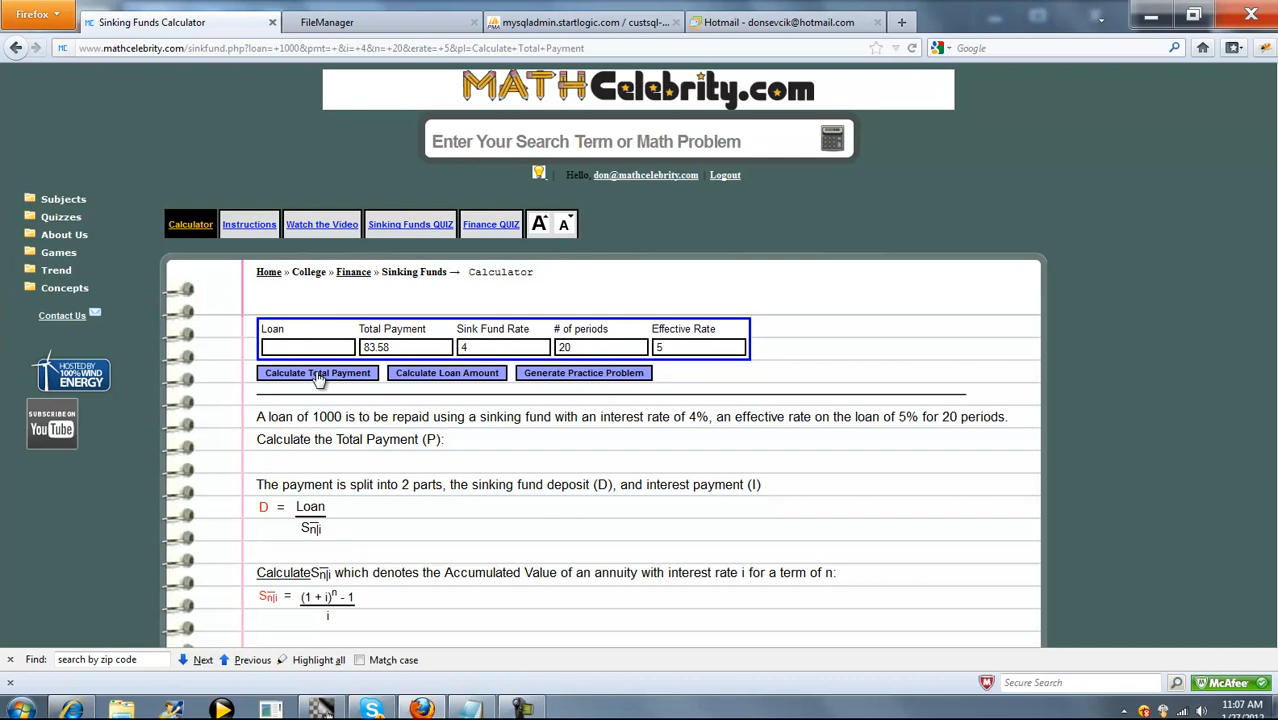 Firefox
Sinking Funds Calculator
FileManager
mysqladmin.startlogic.com / custsql-...
Hotmail - donsevcik@hotmail.com
www.mathcelebrity.com/sinkfund.php?loan=+1000&pmt=+&i=+4&n=+20&erate=+5&pl=Calculate+Total+Payment
Google
MATHCelebrity.com
Enter Your Search Term or Math Problem
Hello, don@mathcelebrity.com | Logout
Subjects
Quizzes
About Us
Games
Trend
Concepts
Contact Us
HOSTED BY
100% WIND
ENERGY
SUBSCRIBE ON
YouTube
Calculator
Instructions
Watch the Video
Sinking Funds QUIZ
Finance QUIZ
A A
Home » College » Finance » Sinking Funds → Calculator
Loan Total Payment Sink Fund Rate # of periods Effective Rate
83.58 4 20 5
Calculate Total Payment Calculate Loan Amount Generate Practice Problem
A loan of 1000 is to be repaid using a sinking fund with an interest rate of 4%, an effective rate on the loan of 5% for 20 periods.
Calculate the Total Payment (P):
The payment is split into 2 parts, the sinking fund deposit (D), and interest payment (I)
D = Loan
Sn|i
CalculateSn|i which denotes the Accumulated Value of an annuity with interest rate i for a term of n:
Sn|i = (1 + i)n - 1
i
Find: search by zip code Next Previous Highlight all Match case
McAfee Secure Search McAfee
11:07 AM
1/27/2012